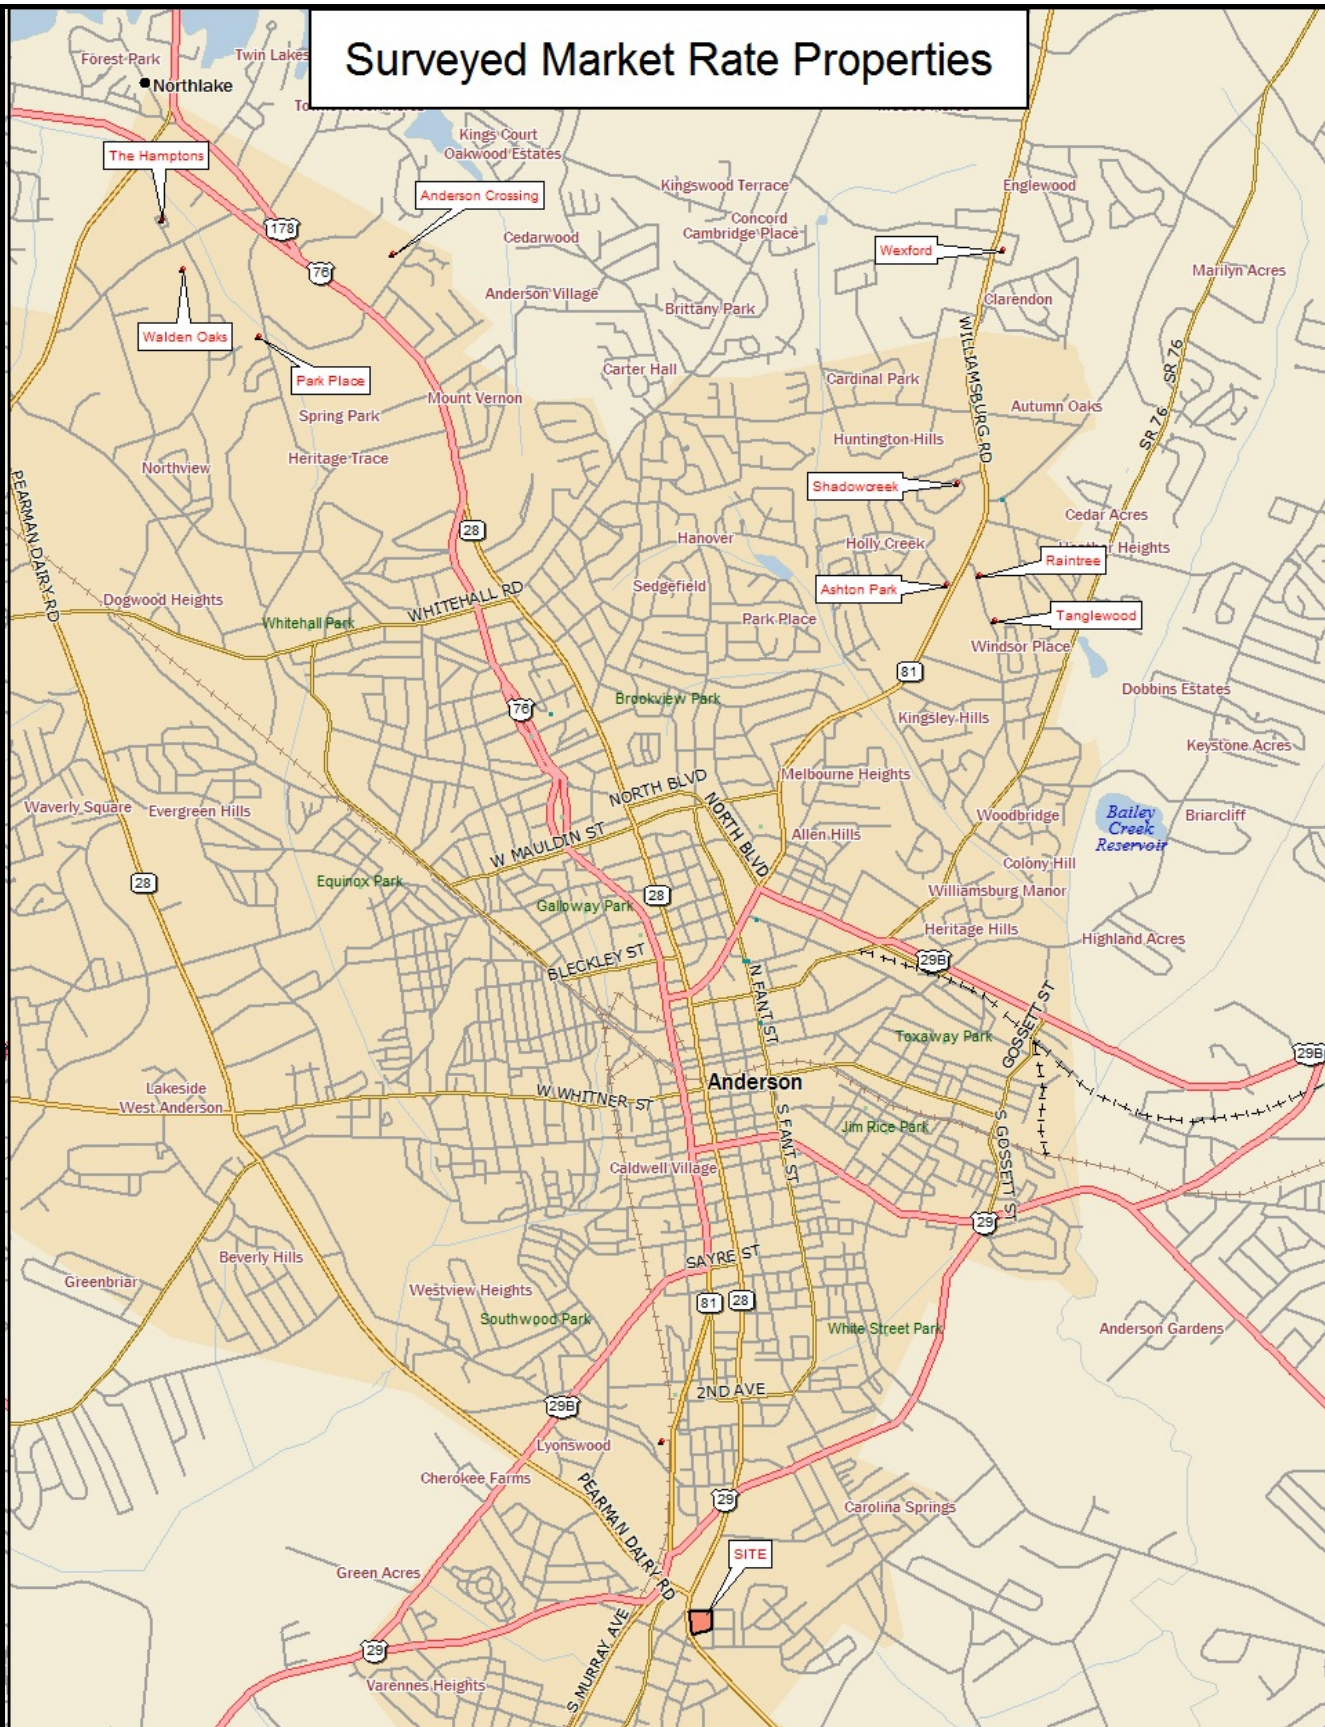 Surveyed Market Rate Properties
Forest Park
Twin Lakes
Northlake
Kings Court
Oakwood Estates
The Hamptons
Anderson Crossing
Kingswood Terrace
Englewood
Concord
Cambridge Place
178
Cedarwood
Wexford
76
Marilyn Acres
Anderson Village
Brittany Park
Clarendon
Walden Oaks
WILLIAMSBURG RD
SR 76
Carter Hall
Park Place
Cardinal Park
Mount Vernon
Autumn Oaks
Spring Park
SR 76
Huntington Hills
Heritage Trace
Northview
Shadowcreek
PEARMAN DAIRY RD
28
Cedar Acres
Hanover
Holly Creek
Heather Heights
Raintree
Sedgefield
Ashton Park
WHITEHALL RD
Dogwood Heights
Whitehall Park
Park Place
Tanglewood
Windsor Place
81
Dobbins Estates
Brookview Park
76
Kingsley Hills
Keystone Acres
Melbourne Heights
NORTH BLVD
NORTH BLVD
Waverly Square
Evergreen Hills
Woodbridge
Bailey
Creek
Reservoir
Briarcliff
W MAULDIN ST
Allen Hills
Colony Hill
28
Equinox Park
Williamsburg Manor
28
Galloway Park
Heritage Hills
Highland Acres
BLECKLEY ST
29B
N FANT ST
GOSSETT ST
Toxaway Park
29B
Anderson
Lakeside
West Anderson
W WHITNER ST
S FANT ST
Jim Rice Park
S GOSSETT ST
Caldwell Village
29
Beverly Hills
SAYRE ST
Greenbriar
Westview Heights
81
28
Southwood Park
White Street Park
Anderson Gardens
2ND AVE
29B
Lyonswood
Cherokee Farms
PEARMAN DAIRY RD
29
Carolina Springs
SITE
Green Acres
S MURRAY AVE
29
Varennes Heights